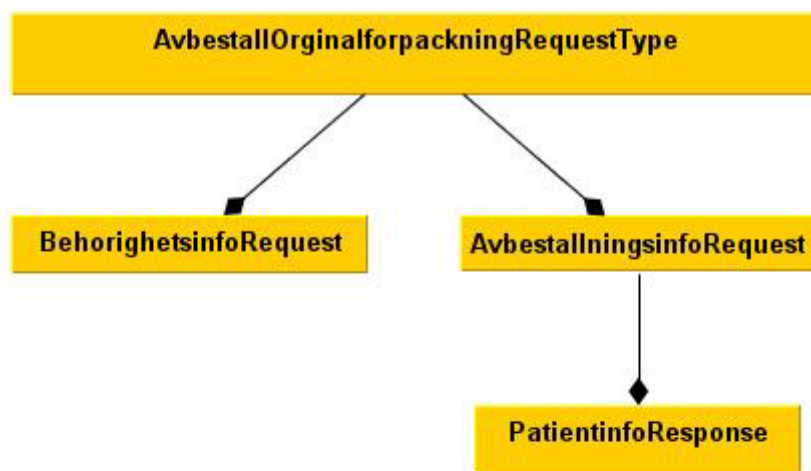 AvbestallOrginalforpackningRequestType
BehorighetsinfoRequest
AvbestallningsinfoRequest
PatientinfoResponse